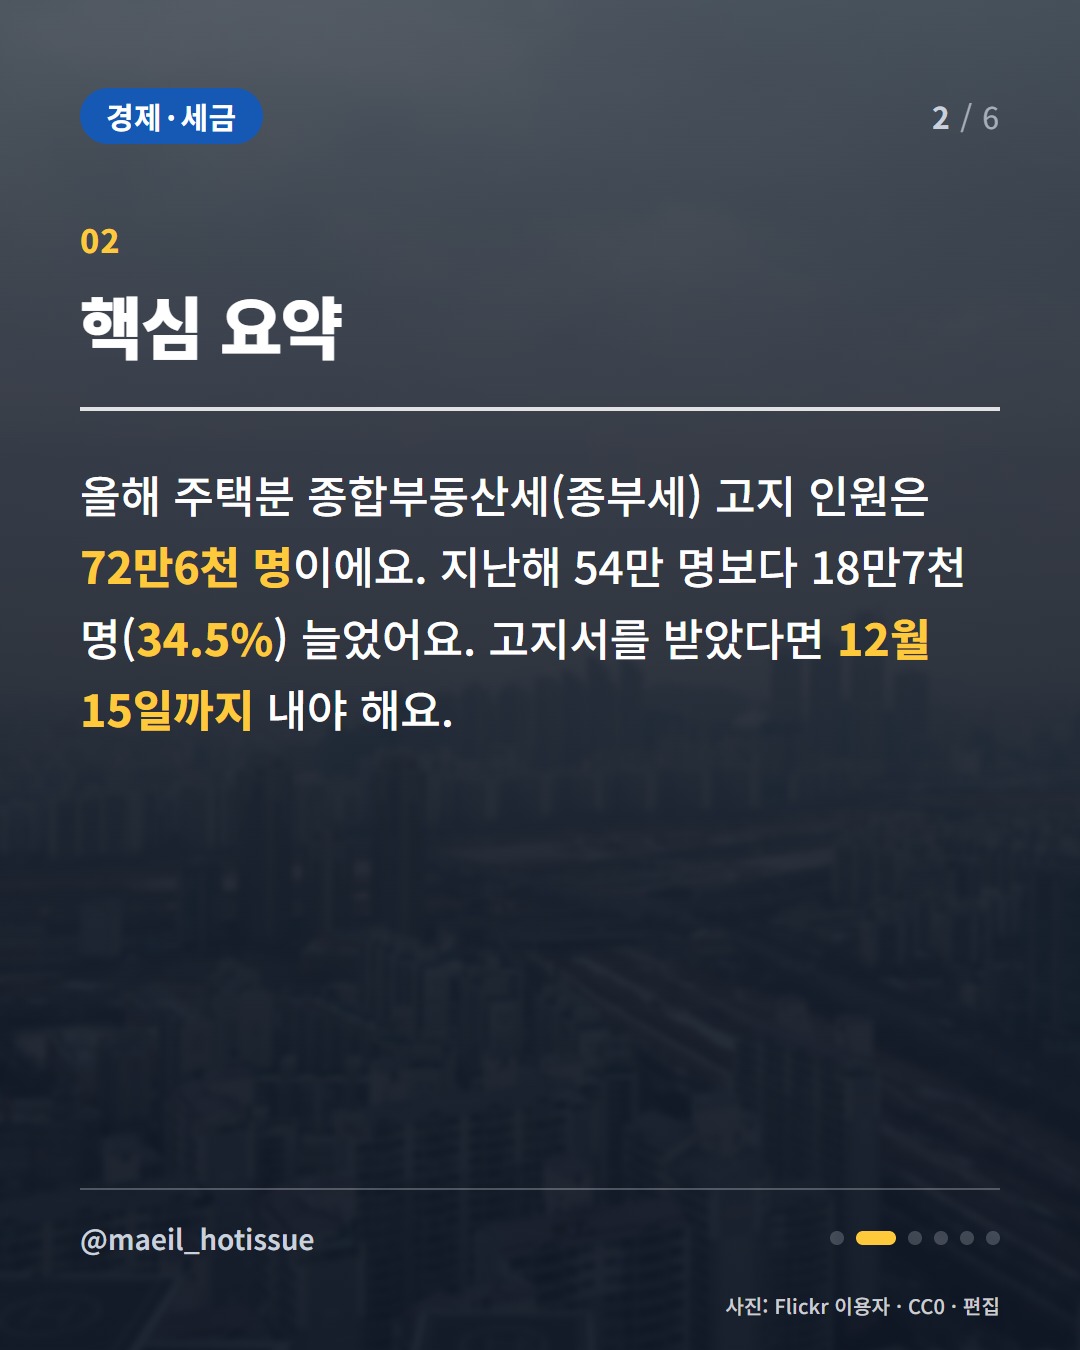 경제·세금
2 / 6
02
핵심 요약
올해 주택분 종합부동산세(종부세) 고지 인원은
72만6천 명이에요. 지난해 54만 명보다 18만7천
명(34.5%) 늘었어요. 고지서를 받았다면 12월
15일까지 내야 해요.
@maeil_hotissue
사진: Flickr 이용자 · CC0 · 편집